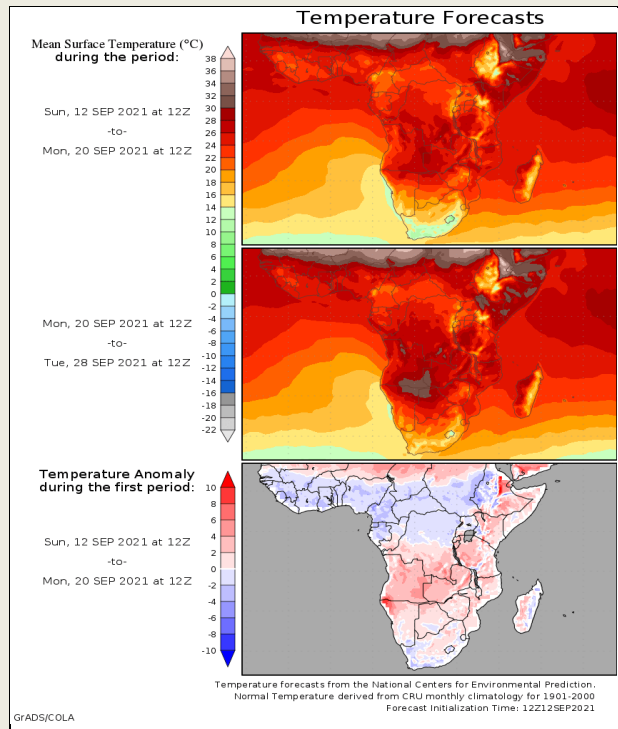 Temperature Forecasts
Mean Surface Temperature (°C)
during the period:
Sun, 12 SEP 2021 at 12Z
-to-
Mon, 20 SEP 2021 at 12Z
38
36
34
32
30
28
26
24
22
20
18
16
14
12
10
8
6
4
2
0
-2
-4
-6
-8
-10
-12
-14
-16
-18
-20
-22
Mon, 20 SEP 2021 at 12Z
-to-
Tue, 28 SEP 2021 at 12Z
Temperature Anomaly
during the first period:
Sun, 12 SEP 2021 at 12Z
-to-
Mon, 20 SEP 2021 at 12Z
10
8
6
4
2
0
-2
-4
-6
-8
-10
Temperature forecasts from the National Centers for Environmental Prediction.
Normal Temperature derived from CRU monthly climatology for 1901-2000
Forecast Initialization Time: 12Z12SEP2021
GrADS/COLA